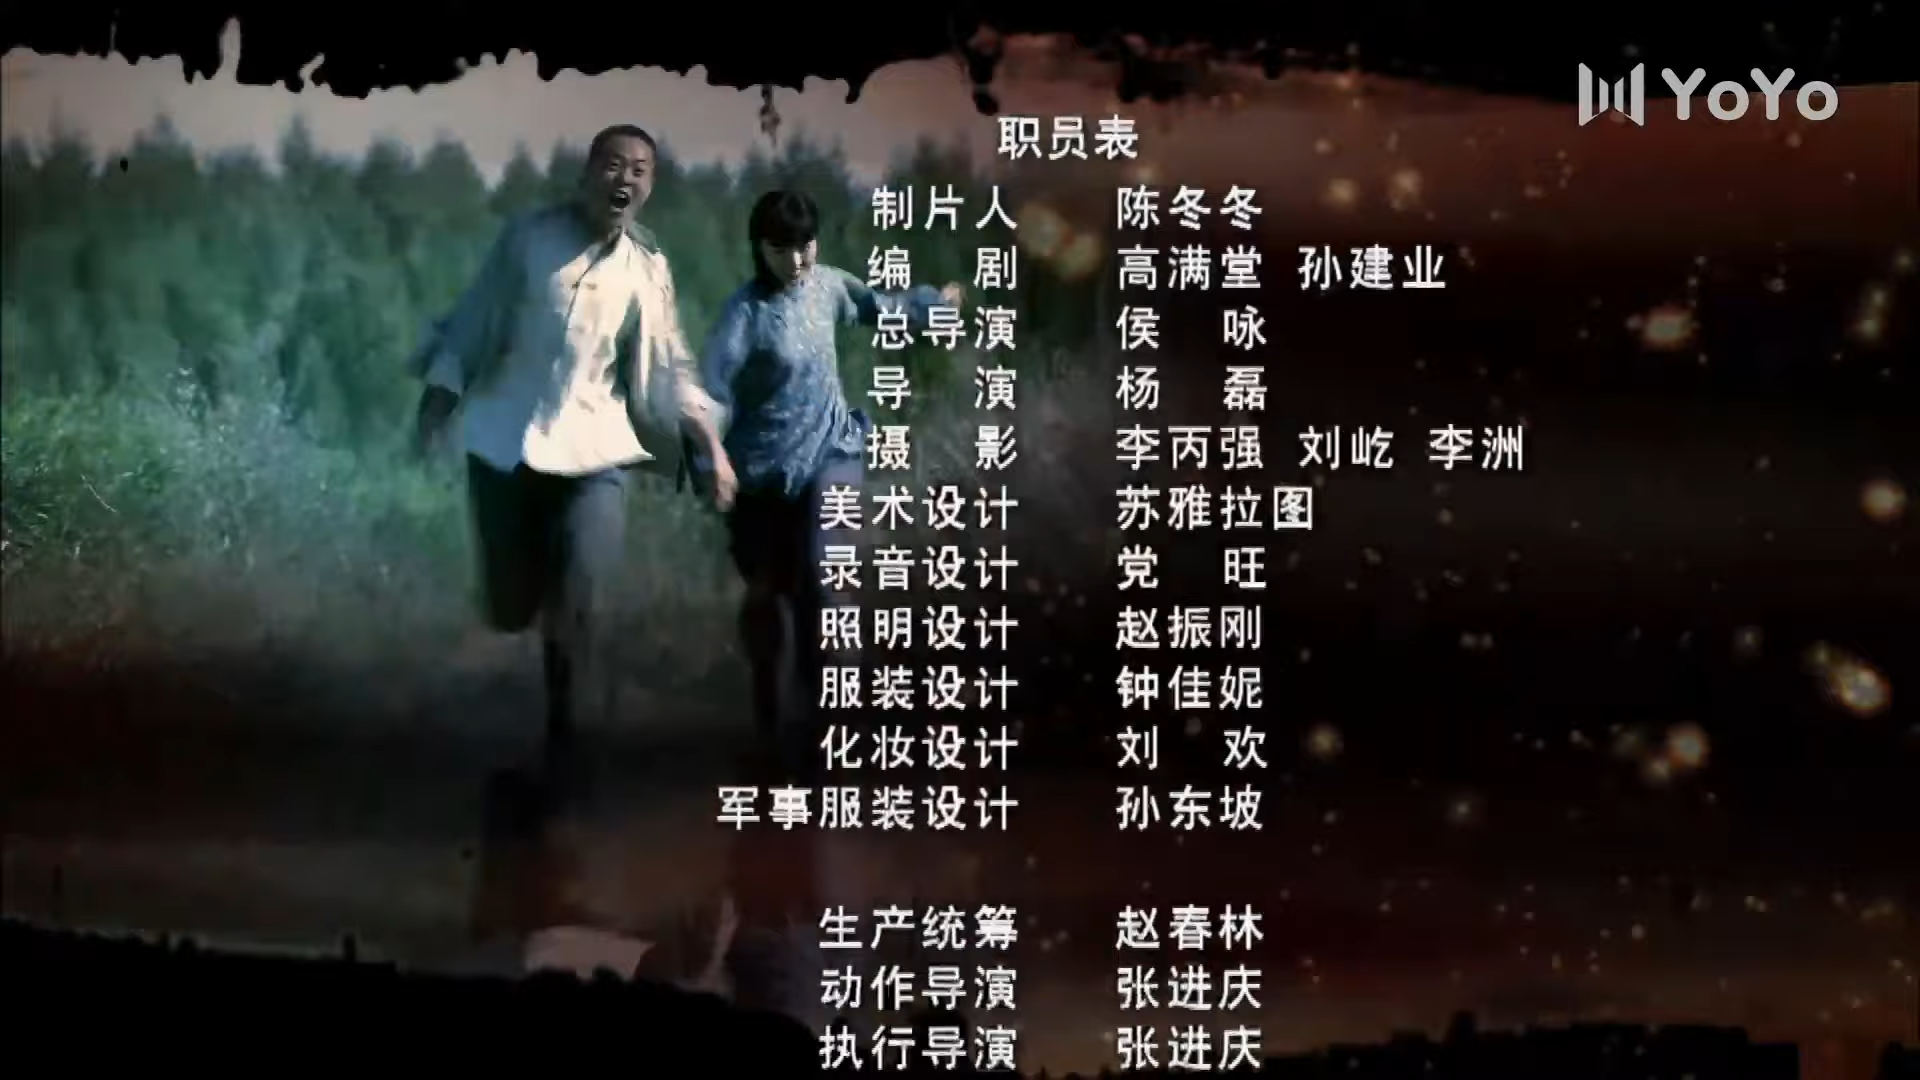 YoYo
职员表
制片人 陈冬冬
编 剧 高满堂 孙建业
总导演 侯 咏
导 演 杨 磊
摄 影 李丙强 刘屹 李洲
美术设计 苏雅拉图
录音设计 党 旺
照明设计 赵振刚
服装设计 钟佳妮
化妆设计 刘 欢
军事服装设计 孙东坡
生产统筹 赵春林
动作导演 张进庆
执行导演 张进庆